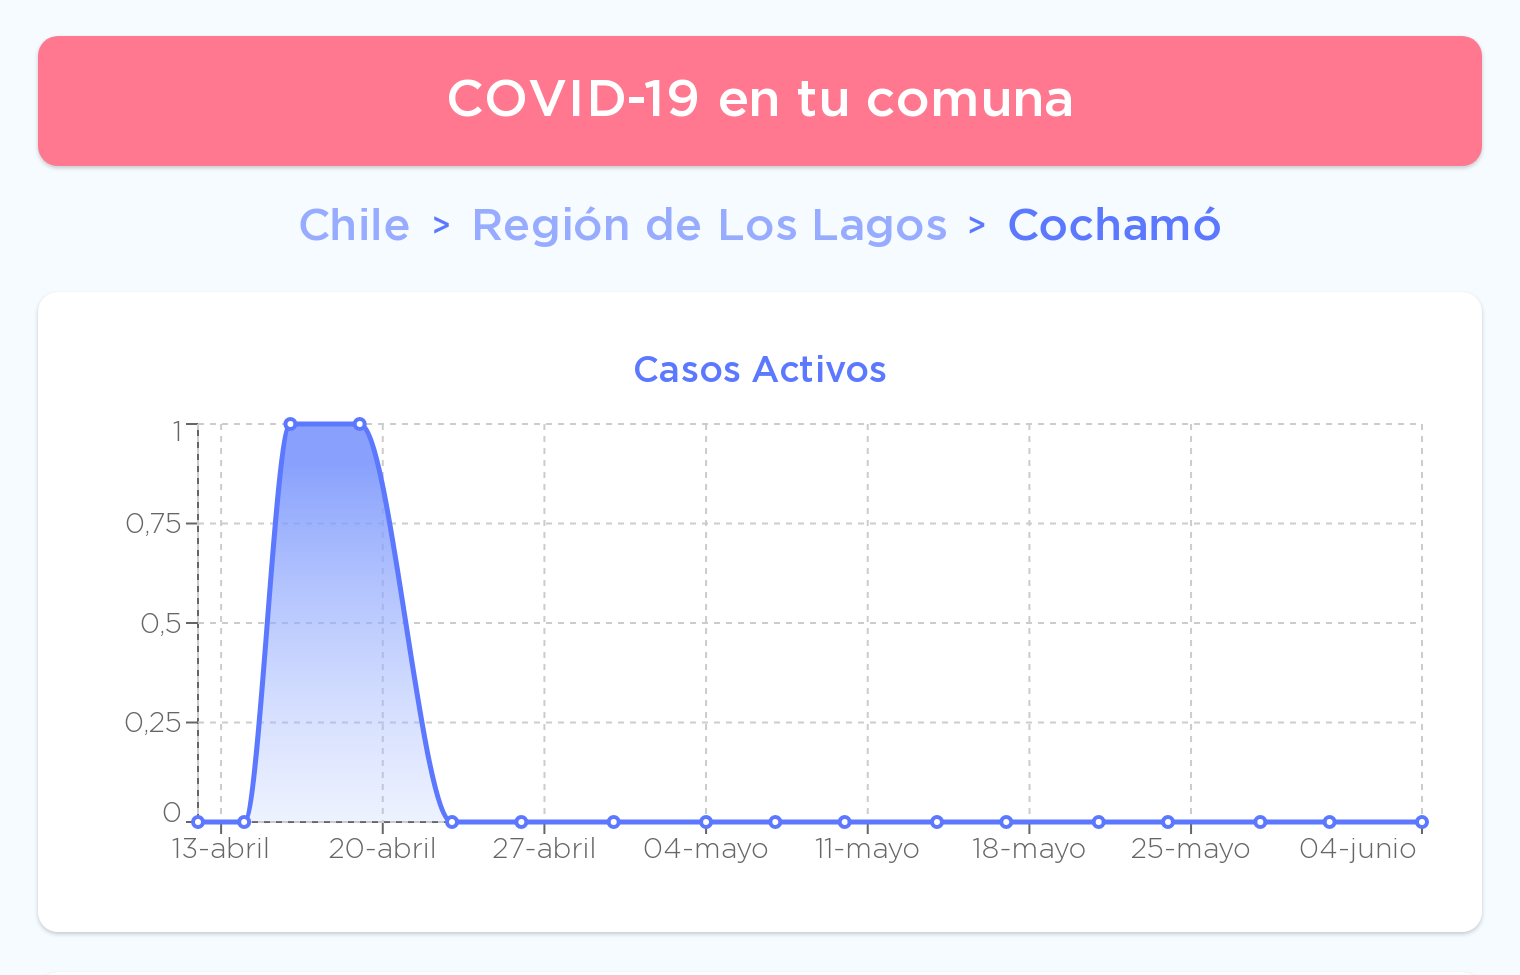 COVID-19 en tu comuna
Chile > Región de Los Lagos > Cochamó
Casos Activos
1
0,75
0,5
0,25
0
13-abril 20-abril 27-abril 04-mayo 11-mayo 18-mayo 25-mayo 04-junio